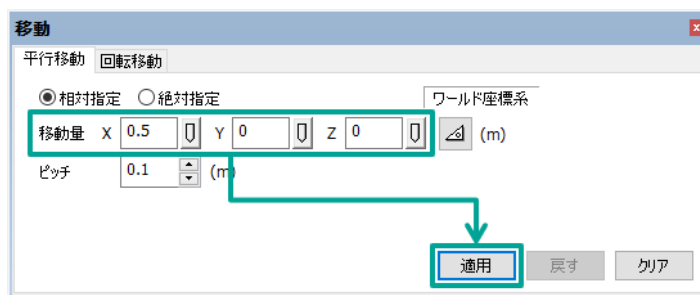 移動
平行移動 回転移動
相対指定 絶対指定 ワールド座標系
移動量 X 0.5 Y 0 Z 0 (m)
ピッチ 0.1 (m)
適用 戻す クリア